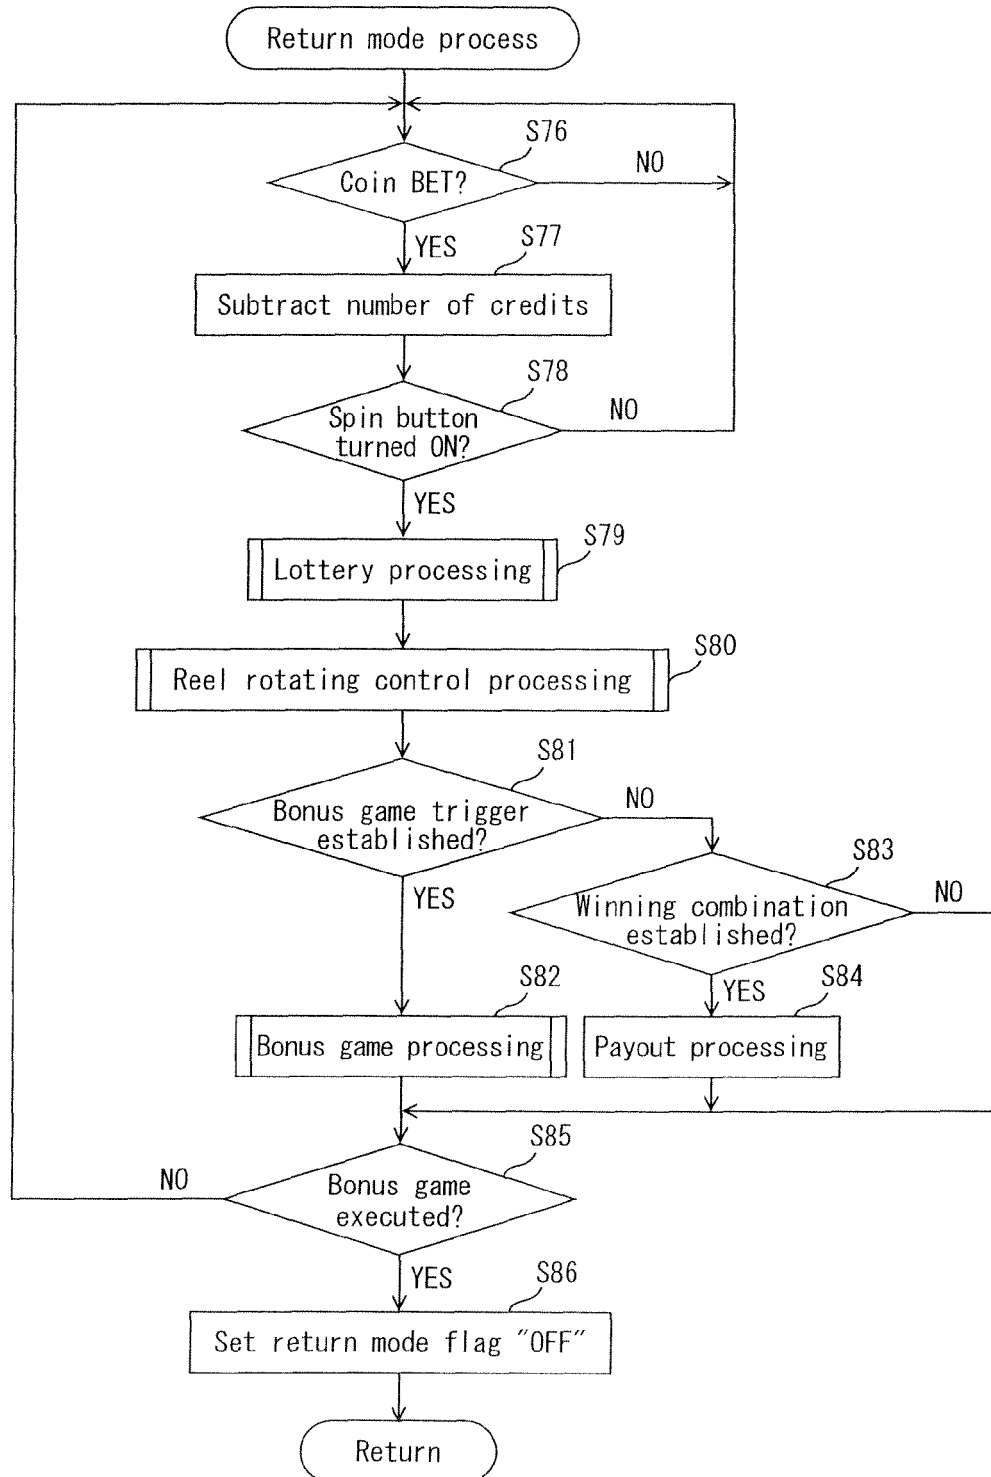 Return mode process
S76
Coin BET?
NO
YES
S77
Subtract number of credits
S78
Spin button
turned ON?
NO
YES
S79
Lottery processing
S80
Reel rotating control processing
S81
Bonus game trigger
established?
NO
YES
S83
Winning combination
established?
NO
YES
S82
Bonus game processing
S84
Payout processing
S85
Bonus game
executed?
NO
YES
S86
Set return mode flag "OFF"
Return